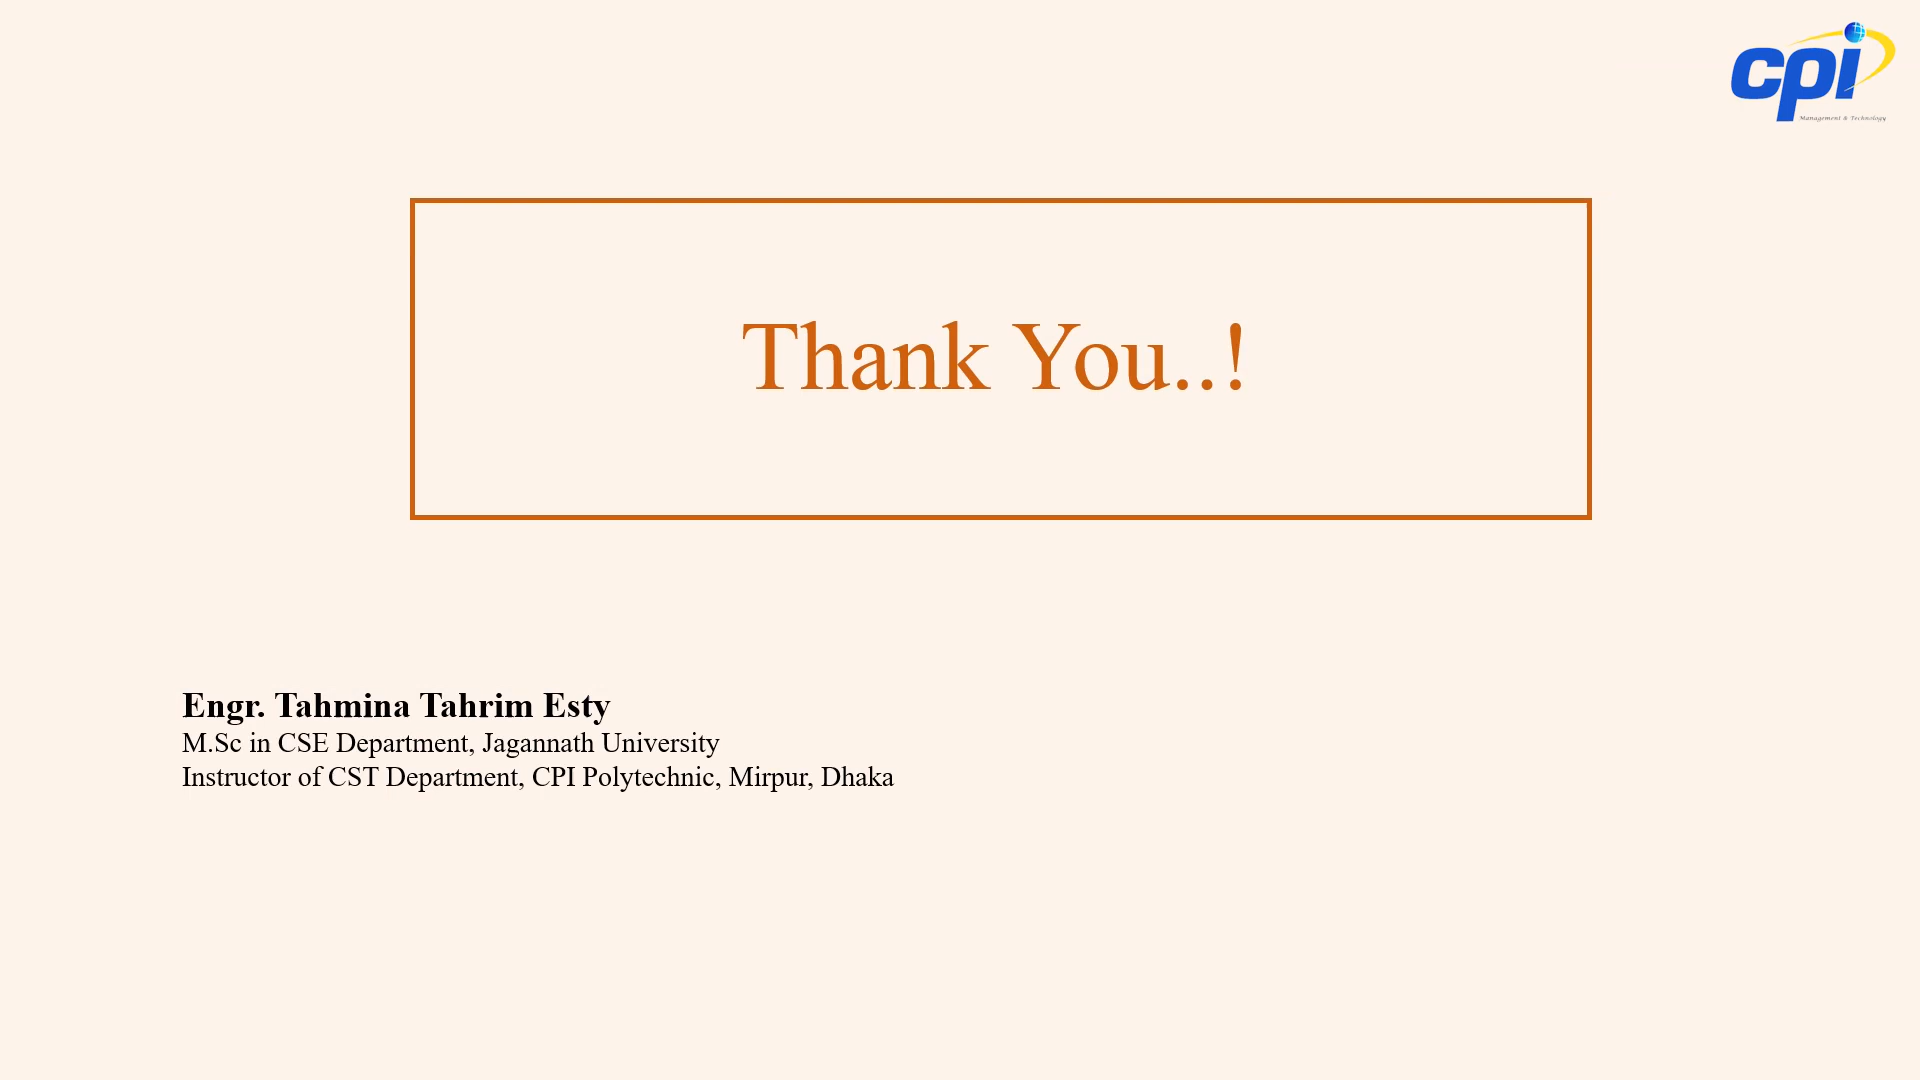 cpi
Management & Technology
Thank You..!
Engr. Tahmina Tahrim Esty
M.Sc in CSE Department, Jagannath University
Instructor of CST Department, CPI Polytechnic, Mirpur, Dhaka